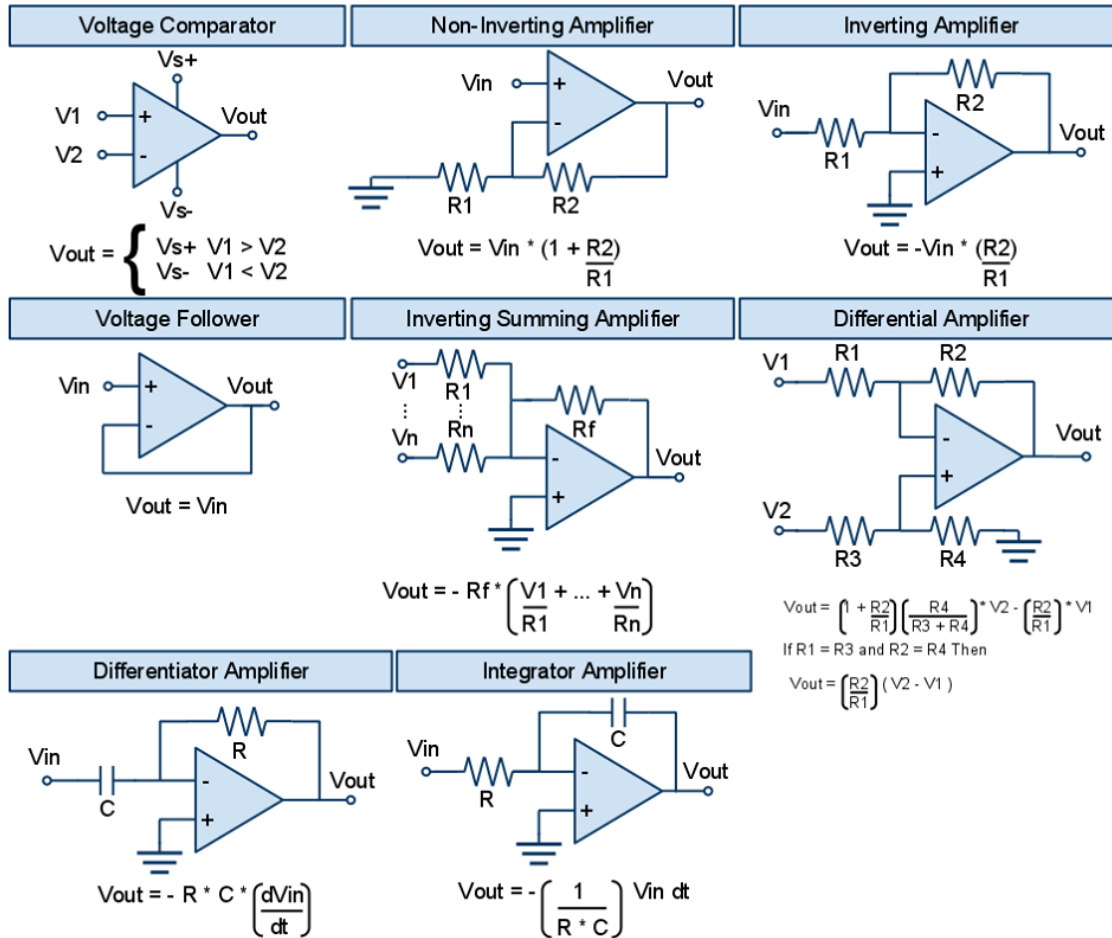 Voltage Comparator
Vs+
V1
+
Vout
V2
-
Vs-
Vout = { Vs+ V1 > V2
Vs- V1 < V2
Non-Inverting Amplifier
Vin
+
Vout
-
R1
R2
Vout = Vin * (1 + R2)
R1
Inverting Amplifier
R2
Vin
R1
-
Vout
+
Vout = -Vin * (R2)
R1
Voltage Follower
Vin
+
Vout
-
Vout = Vin
Inverting Summing Amplifier
V1
R1
Vn
Rn
Rf
-
Vout
+
Vout = - Rf * (V1 + ... + Vn)
R1 Rn
Differential Amplifier
V1
R1
R2
-
Vout
+
V2
R3
R4
Vout = (1 + R2) (R4) * V2 - (R2) * V1
R1 R3 + R4 R1
If R1 = R3 and R2 = R4 Then
Vout = (R2) ( V2 - V1 )
R1
Differentiator Amplifier
R
Vin
C
-
Vout
+
Vout = - R * C * (dVin)
dt
Integrator Amplifier
C
Vin
R
-
Vout
+
Vout = - (1) Vin dt
R * C